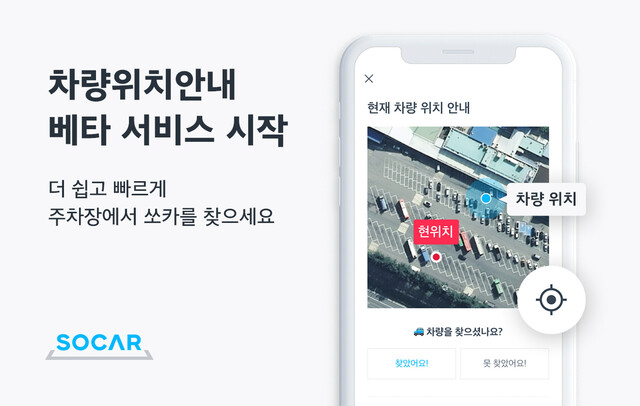 차량위치안내
베타 서비스 시작
더 쉽고 빠르게
주차장에서 쏘카를 찾으세요
SOCAR
현재 차량 위치 안내
차량 위치
현위치
차량을 찾으셨나요?
찾았어요!
못 찾았어요!